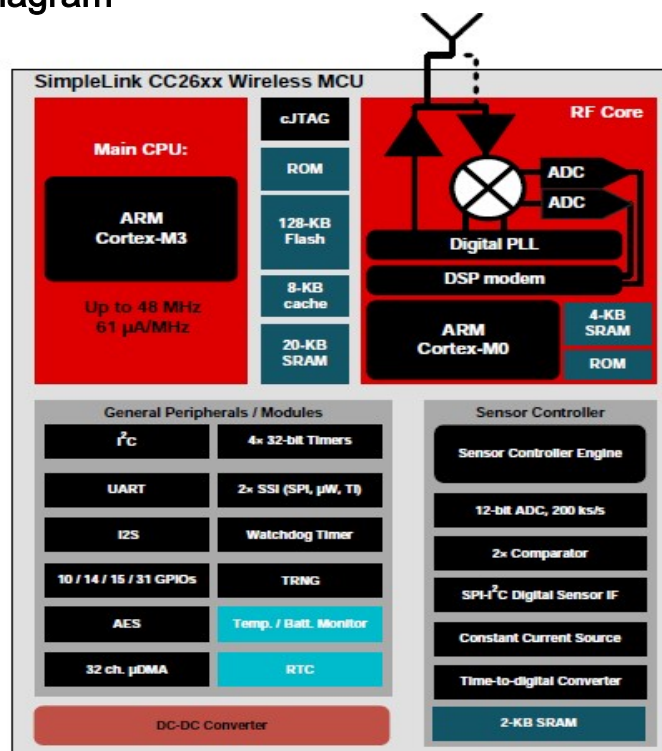 SimpleLink CC26xx Wireless MCU
Main CPU:
ARM
Cortex-M3
Up to 48 MHz
61 µA/MHz
cJTAG
ROM
128-KB
Flash
8-KB
cache
20-KB
SRAM
RF Core
ADC
ADC
Digital PLL
DSP modem
ARM
Cortex-M0
4-KB
SRAM
ROM
General Peripherals / Modules
I²C
4× 32-bit Timers
UART
2× SSI (SPI, µW, TI)
I2S
Watchdog Timer
10 / 14 / 15 / 31 GPIOs
TRNG
AES
Temp. / Batt. Monitor
32 ch. µDMA
RTC
DC-DC Converter
Sensor Controller
Sensor Controller Engine
12-bit ADC, 200 ks/s
2× Comparator
SPI-I²C Digital Sensor IF
Constant Current Source
Time-to-digital Converter
2-KB SRAM